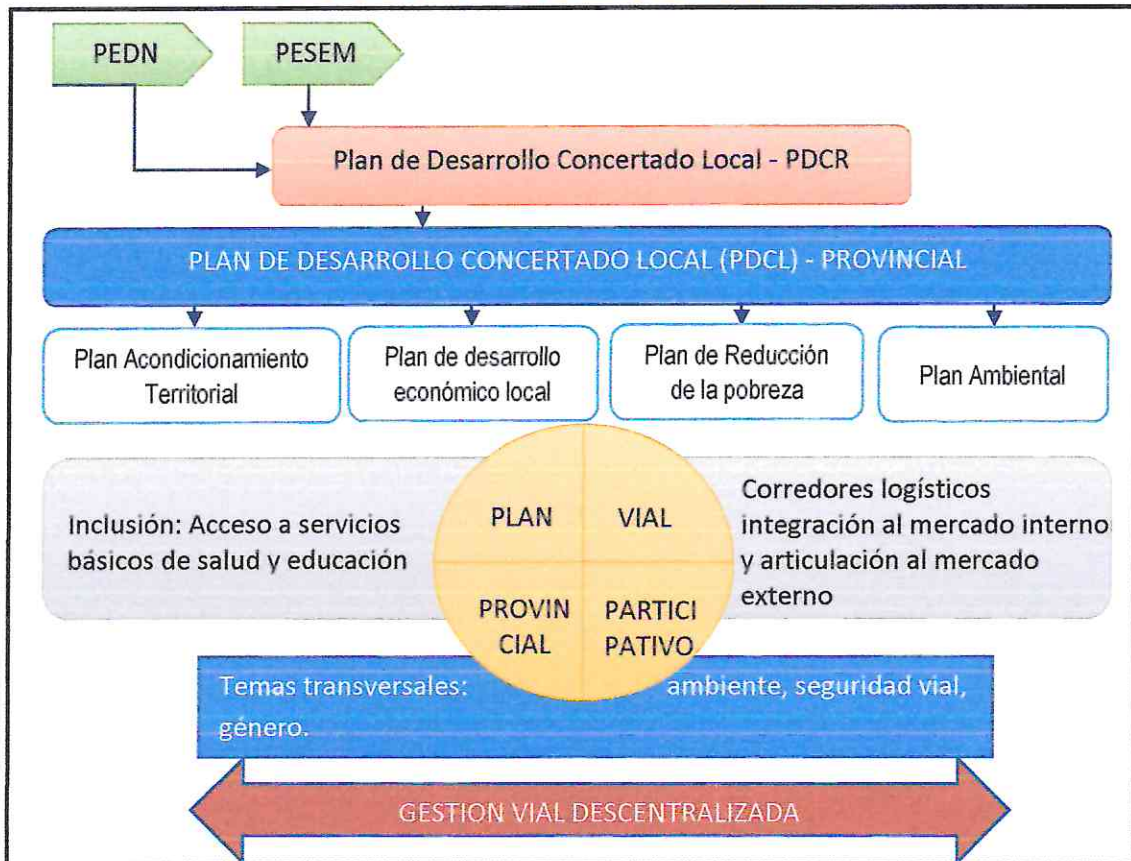 PEDN
PESEM
Plan de Desarrollo Concertado Local - PDCR
PLAN DE DESARROLLO CONCERTADO LOCAL (PDCL) - PROVINCIAL
Plan Acondicionamiento
Territorial
Plan de desarrollo
económico local
Plan de Reducción
de la pobreza
Plan Ambiental
Inclusión: Acceso a servicios
básicos de salud y educación
PLAN
VIAL
PROVIN
CIAL
PARTICI
PATIVO
Corredores logísticos
integración al mercado interno
y articulación al mercado
externo
Temas transversales: ambiente, seguridad vial,
género.
GESTION VIAL DESCENTRALIZADA